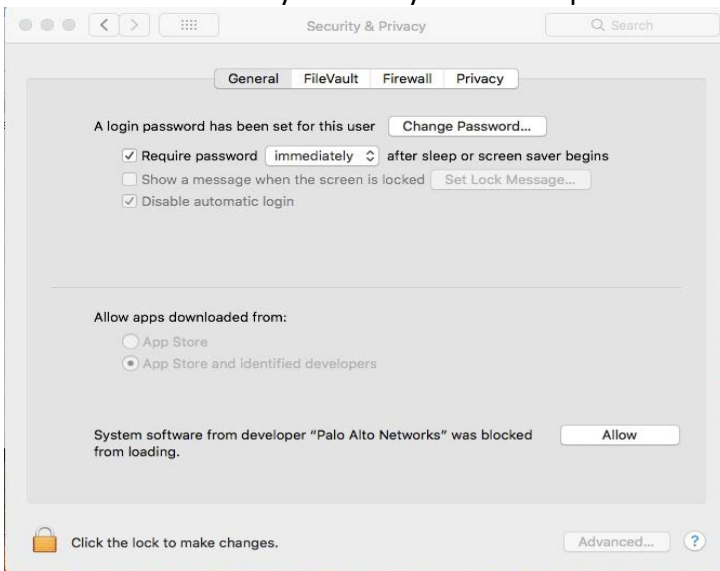 Security & Privacy
Search
General FileVault Firewall Privacy
A login password has been set for this user Change Password...
Require password immediately after sleep or screen saver begins
Show a message when the screen is locked Set Lock Message...
Disable automatic login
Allow apps downloaded from:
App Store
App Store and identified developers
System software from developer “Palo Alto Networks” was blocked Allow
from loading.
Click the lock to make changes. Advanced... ?